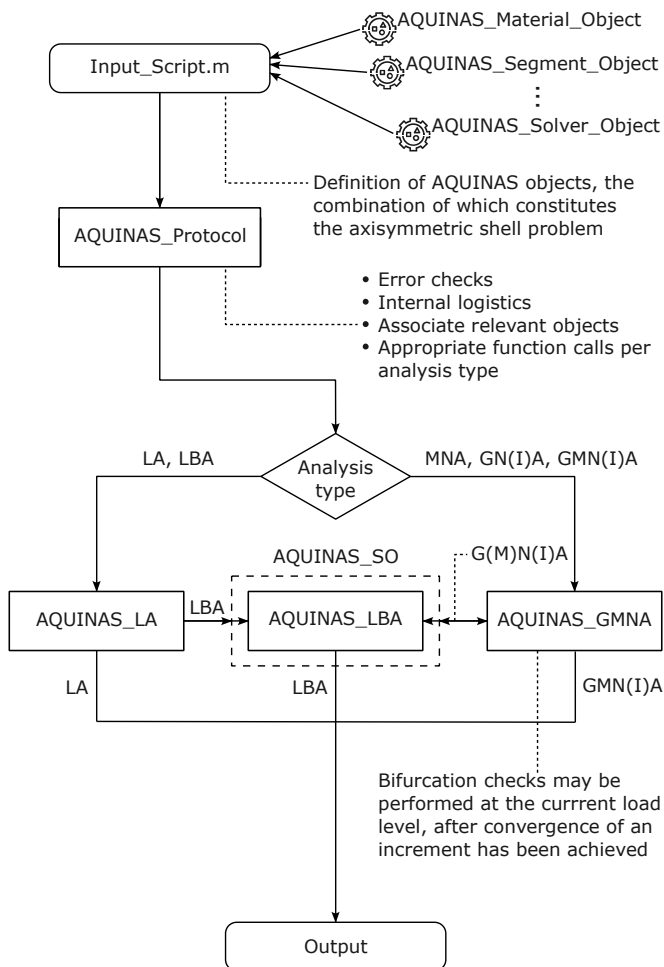 AQUINAS_Material_Object
Input_Script.m
AQUINAS_Segment_Object
AQUINAS_Solver_Object
Definition of AQUINAS objects, the
combination of which constitutes
the axisymmetric shell problem
AQUINAS_Protocol
• Error checks
• Internal logistics
• Associate relevant objects
• Appropriate function calls per
analysis type
LA, LBA
Analysis
type
MNA, GN(I)A, GMN(I)A
AQUINAS_SO
G(M)N(I)A
AQUINAS_LA
LBA
AQUINAS_LBA
AQUINAS_GMNA
LA
LBA
GMN(I)A
Bifurcation checks may be
performed at the currrent load
level, after convergence of an
increment has been achieved
Output